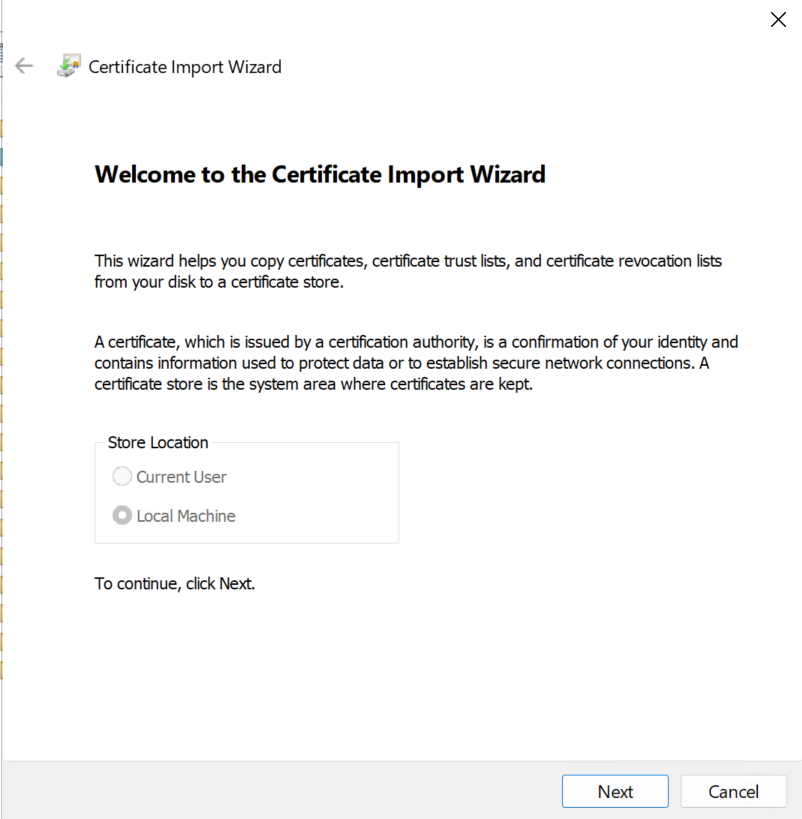 Certificate Import Wizard
Welcome to the Certificate Import Wizard
This wizard helps you copy certificates, certificate trust lists, and certificate revocation lists
from your disk to a certificate store.
A certificate, which is issued by a certification authority, is a confirmation of your identity and
contains information used to protect data or to establish secure network connections. A
certificate store is the system area where certificates are kept.
Store Location
Current User
Local Machine
To continue, click Next.
Next
Cancel